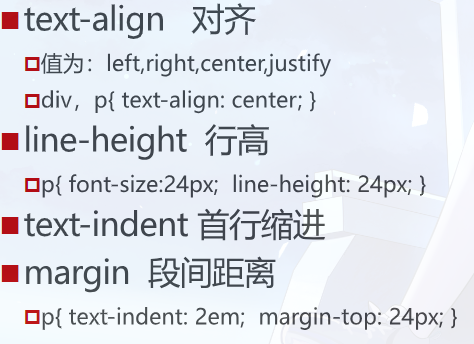 text-align 对齐
值为：left,right,center,justify
div，p{ text-align: center; }
line-height 行高
p{ font-size:24px;  line-height: 24px; }
text-indent 首行缩进
margin 段间距离
p{ text-indent: 2em;  margin-top: 24px; }